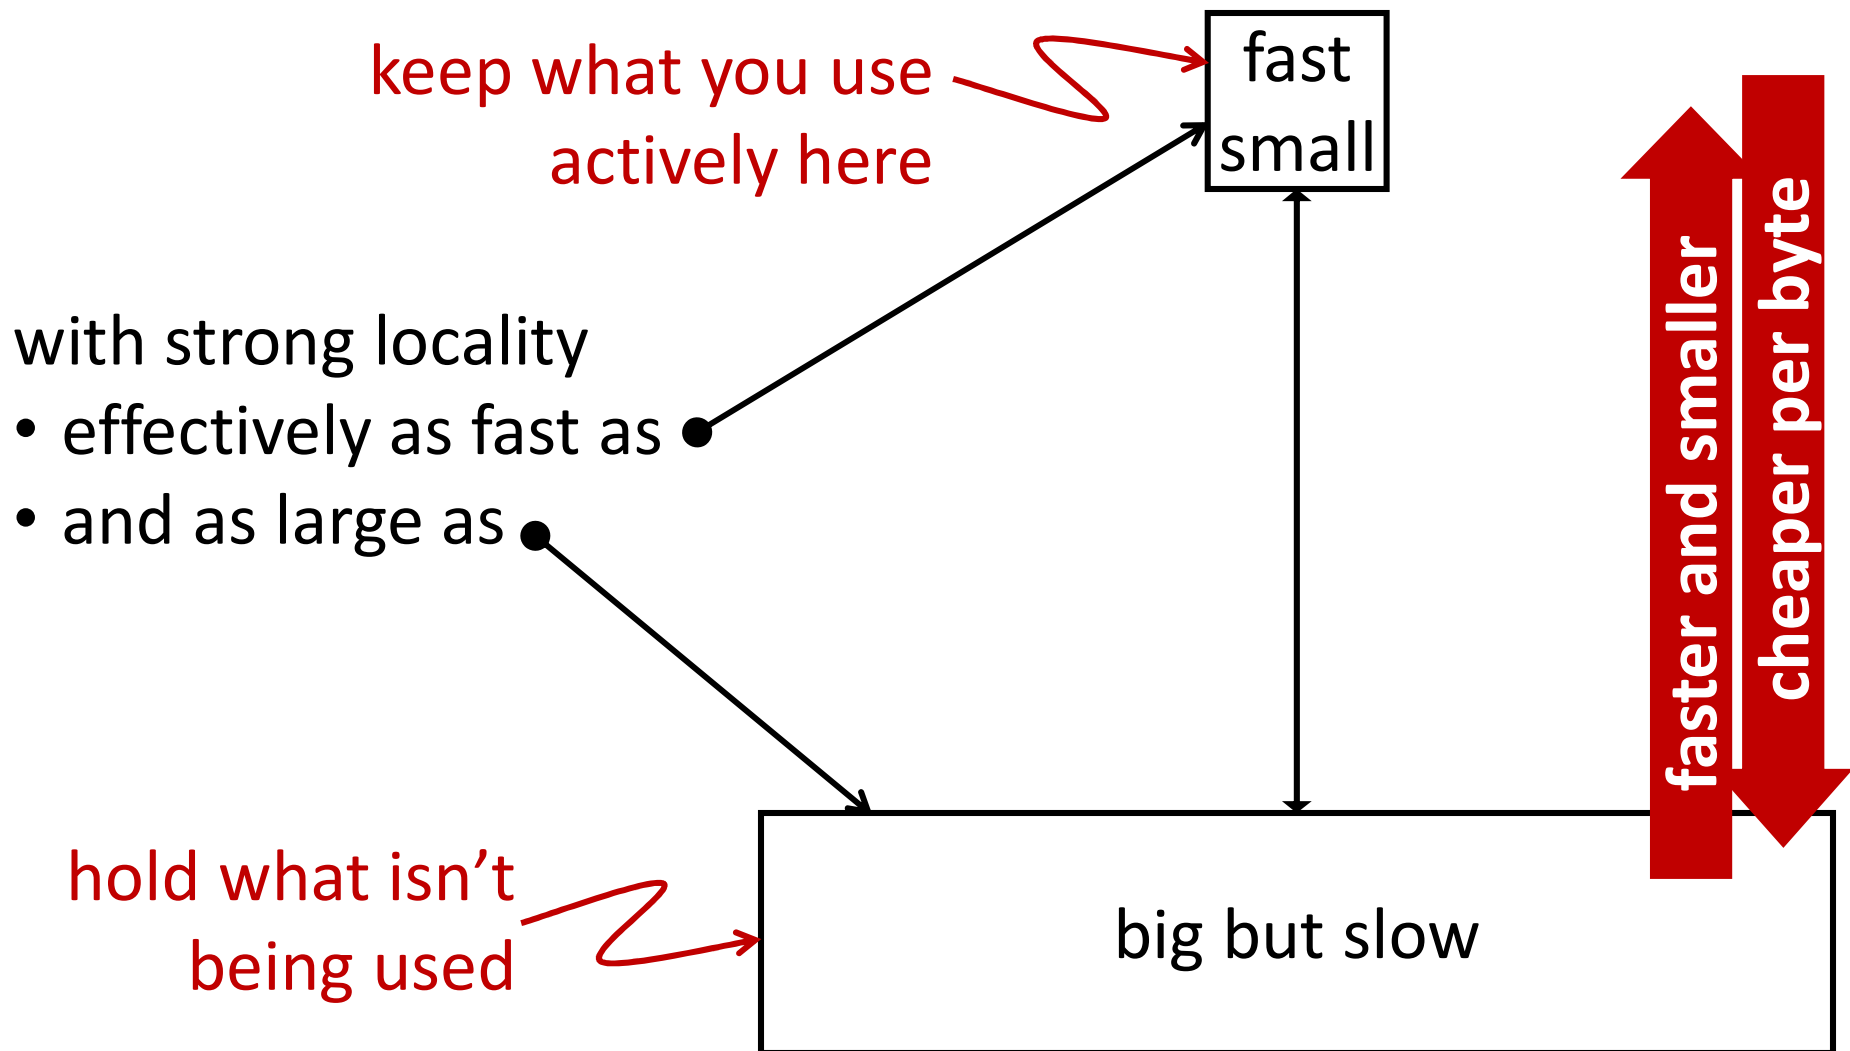 keep what you use
actively here
fast
small
with strong locality
• effectively as fast as
• and as large as
hold what isn’t
being used
big but slow
faster and smaller
cheaper per byte